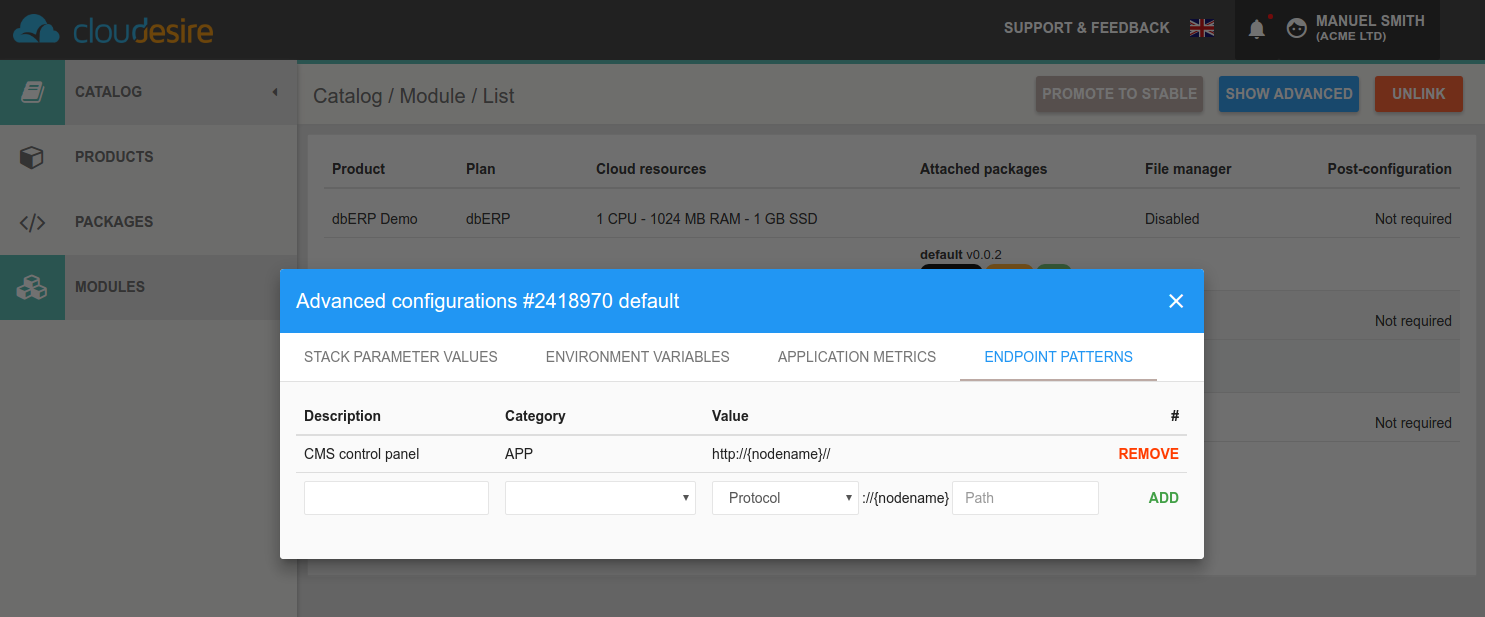 cloudesire SUPPORT & FEEDBACK MANUEL SMITH
(ACME LTD)
CATALOG
Catalog / Module / List PROMOTE TO STABLE SHOW ADVANCED UNLINK
PRODUCTS
PACKAGES
MODULES
Product Plan Cloud resources Attached packages File manager Post-configuration
dbERP Demo dbERP 1 CPU - 1024 MB RAM - 1 GB SSD Disabled Not required
default v0.0.2
Not required
Not required
Advanced configurations #2418970 default ×
STACK PARAMETER VALUES ENVIRONMENT VARIABLES APPLICATION METRICS ENDPOINT PATTERNS
Description Category Value #
CMS control panel APP http://{nodename}// REMOVE
Protocol ://{nodename} Path ADD